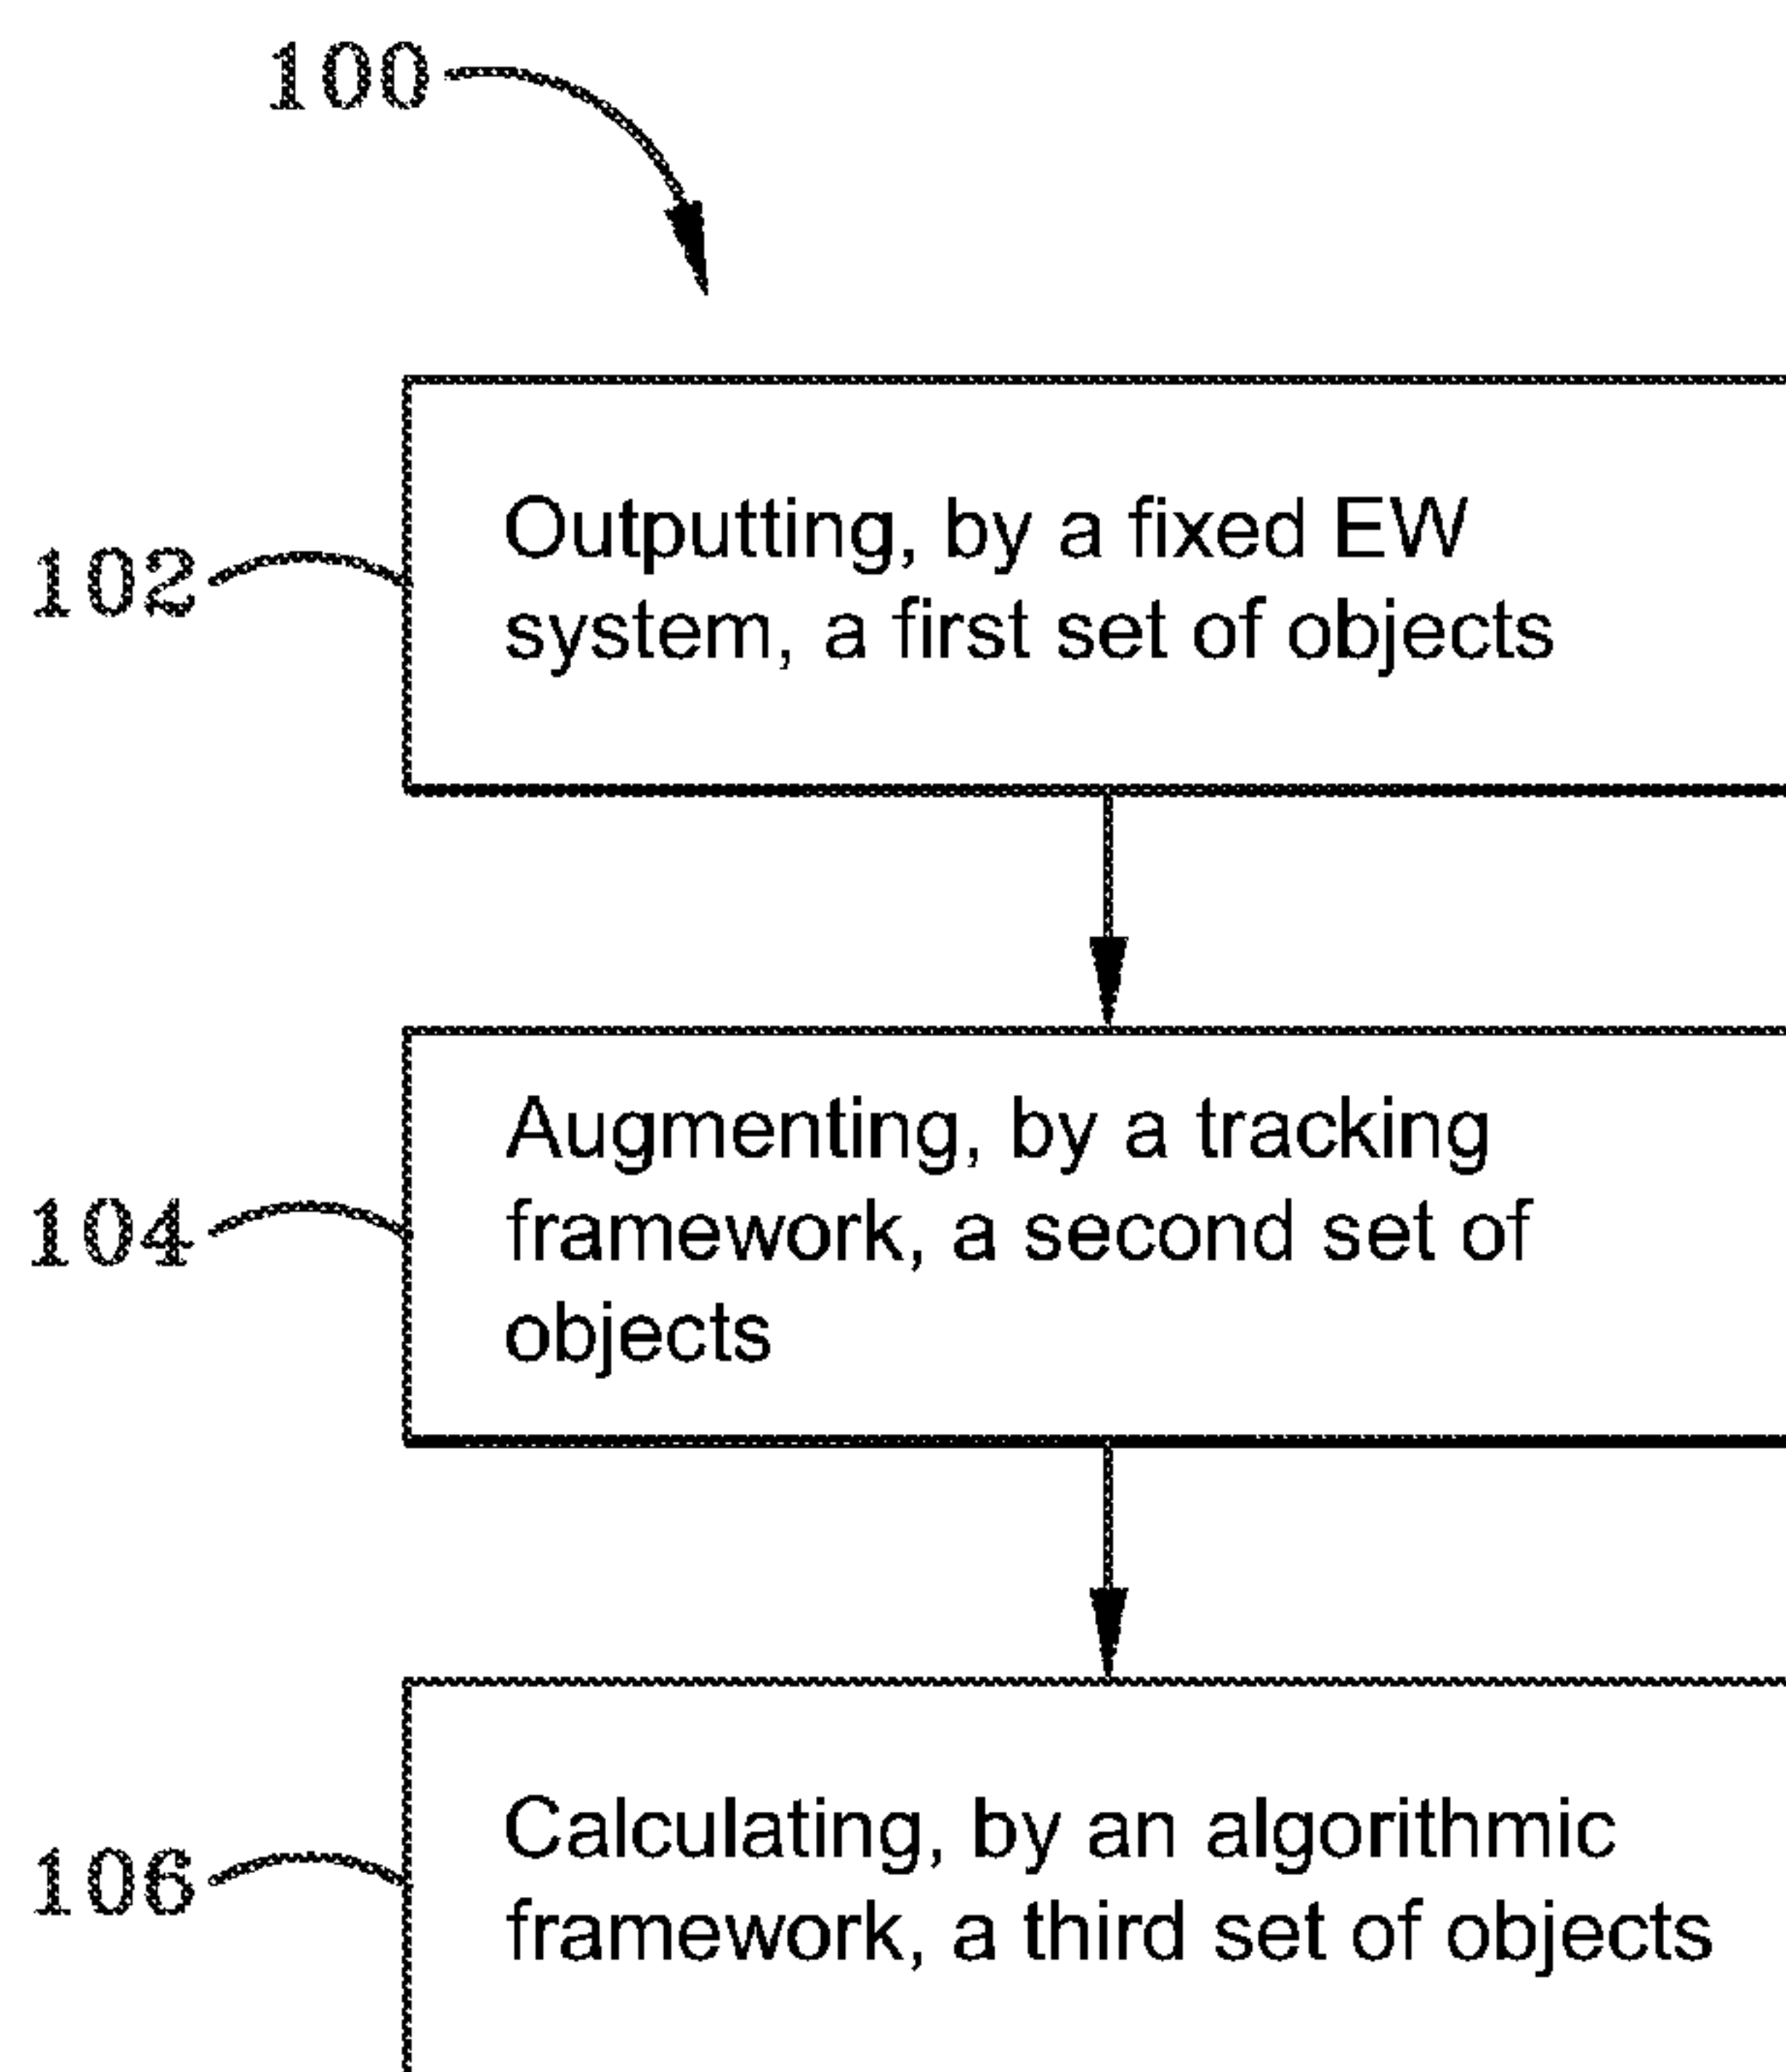 100
102
Outputting, by a fixed EW
system, a first set of objects
104
Augmenting, by a tracking
framework, a second set of
objects
106
Calculating, by an algorithmic
framework, a third set of objects